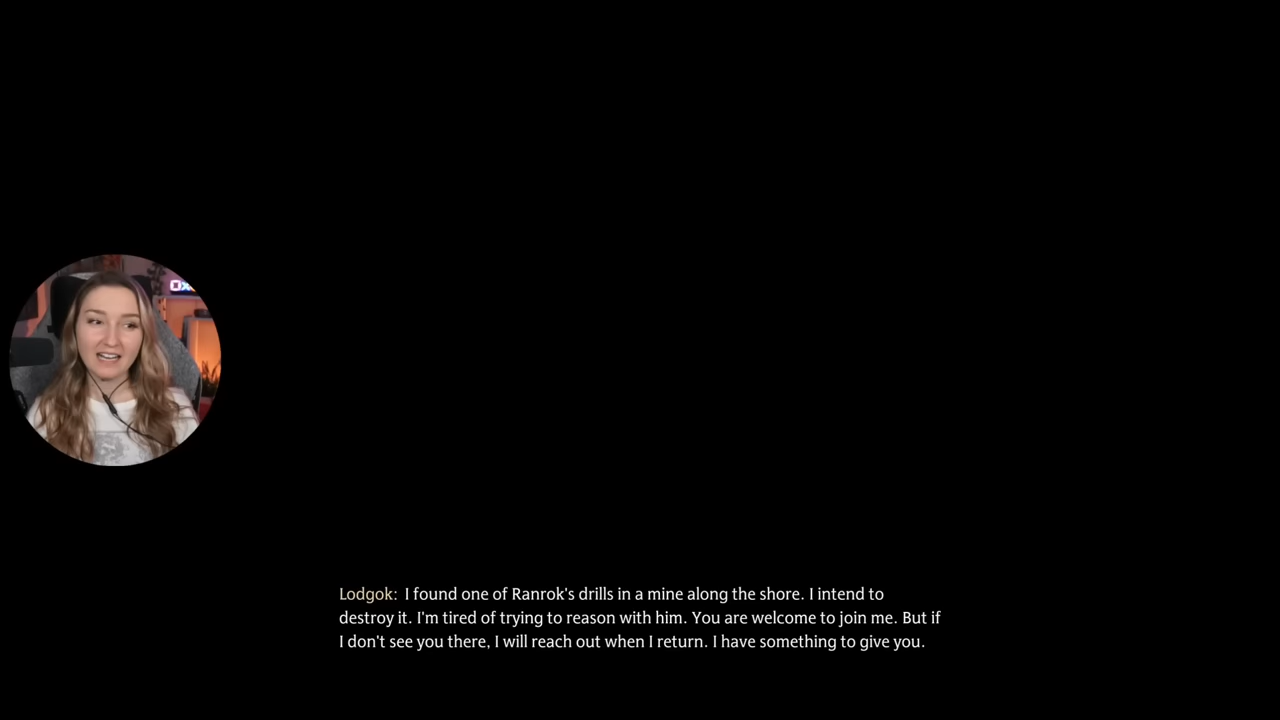 Lodgok: I found one of Ranrok's drills in a mine along the shore. I intend to
destroy it. I'm tired of trying to reason with him. You are welcome to join me. But if
I don't see you there, I will reach out when I return. I have something to give you.